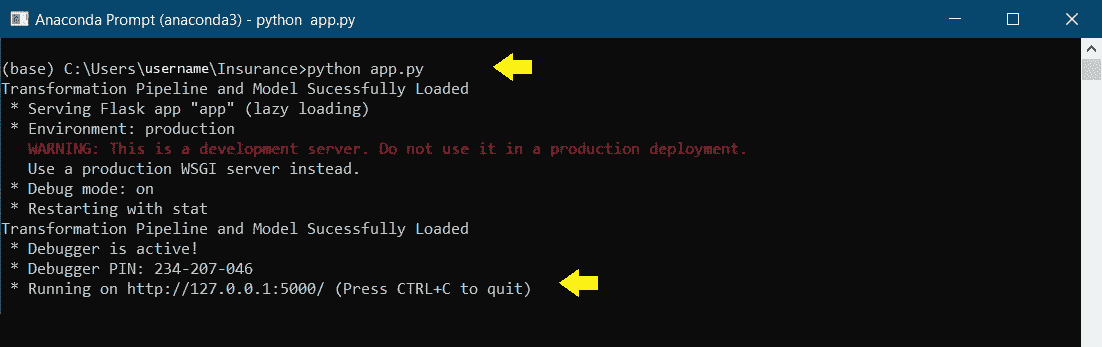 Anaconda Prompt (anaconda3) - python  app.py
(base) C:\Users\username\Insurance>python app.py
Transformation Pipeline and Model Sucessfully Loaded
 * Serving Flask app "app" (lazy loading)
 * Environment: production
   WARNING: This is a development server. Do not use it in a production deployment.
   Use a production WSGI server instead.
 * Debug mode: on
 * Restarting with stat
Transformation Pipeline and Model Sucessfully Loaded
 * Debugger is active!
 * Debugger PIN: 234-207-046
 * Running on http://127.0.0.1:5000/ (Press CTRL+C to quit)